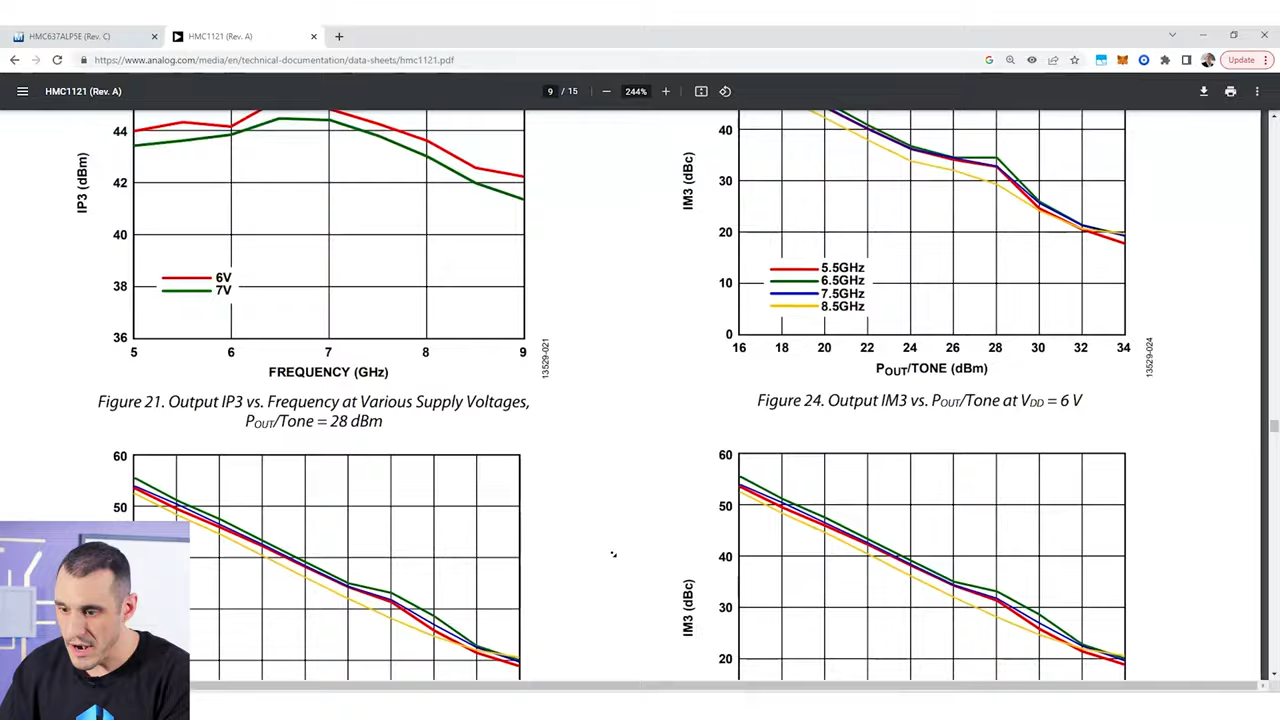 HMC637ALP5E (Rev. C)
HMC1121 (Rev. A)
https://www.analog.com/media/en/technical-documentation/data-sheets/hmc1121.pdf
Update
HMC1121 (Rev. A)
9 / 15
244%
44
42
40
38
36
IP3 (dBm)
6V
7V
5 6 7 8 9
FREQUENCY (GHz)
13529-021
Figure 21. Output IP3 vs. Frequency at Various Supply Voltages,
POUT/Tone = 28 dBm
40
30
20
10
0
IM3 (dBc)
5.5GHz
6.5GHz
7.5GHz
8.5GHz
16 18 20 22 24 26 28 30 32 34
POUT/TONE (dBm)
13529-024
Figure 24. Output IM3 vs. POUT/Tone at VDD = 6 V
60
50
60
50
40
30
20
IM3 (dBc)